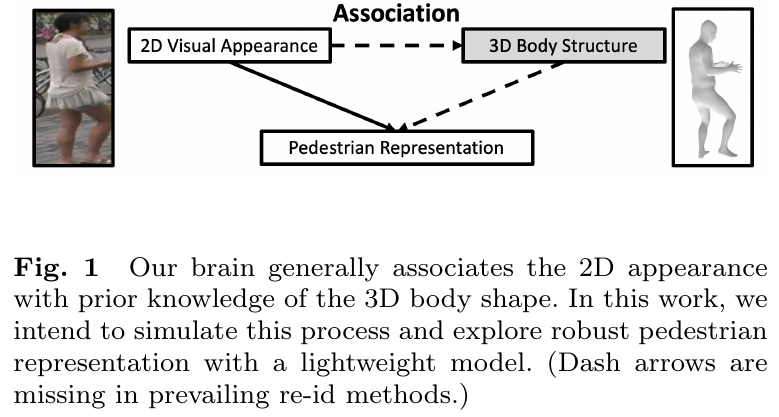 Association
2D Visual Appearance
3D Body Structure
Pedestrian Representation
Fig. 1 Our brain generally associates the 2D appearance
with prior knowledge of the 3D body shape. In this work, we
intend to simulate this process and explore robust pedestrian
representation with a lightweight model. (Dash arrows are
missing in prevailing re-id methods.)